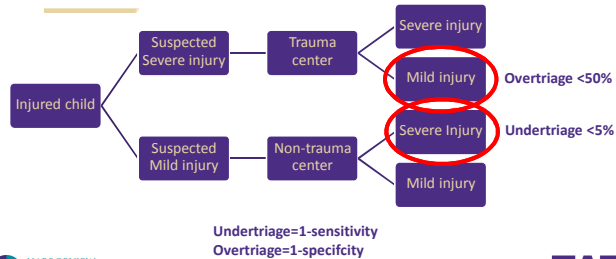 Injured child
Suspected
Severe injury
Trauma
center
Severe injury
Mild injury
Overtriage <50%
Suspected
Mild injury
Non-trauma
center
Severe Injury
Undertriage <5%
Mild injury
Undertriage=1-sensitivity
Overtriage=1-specifcity